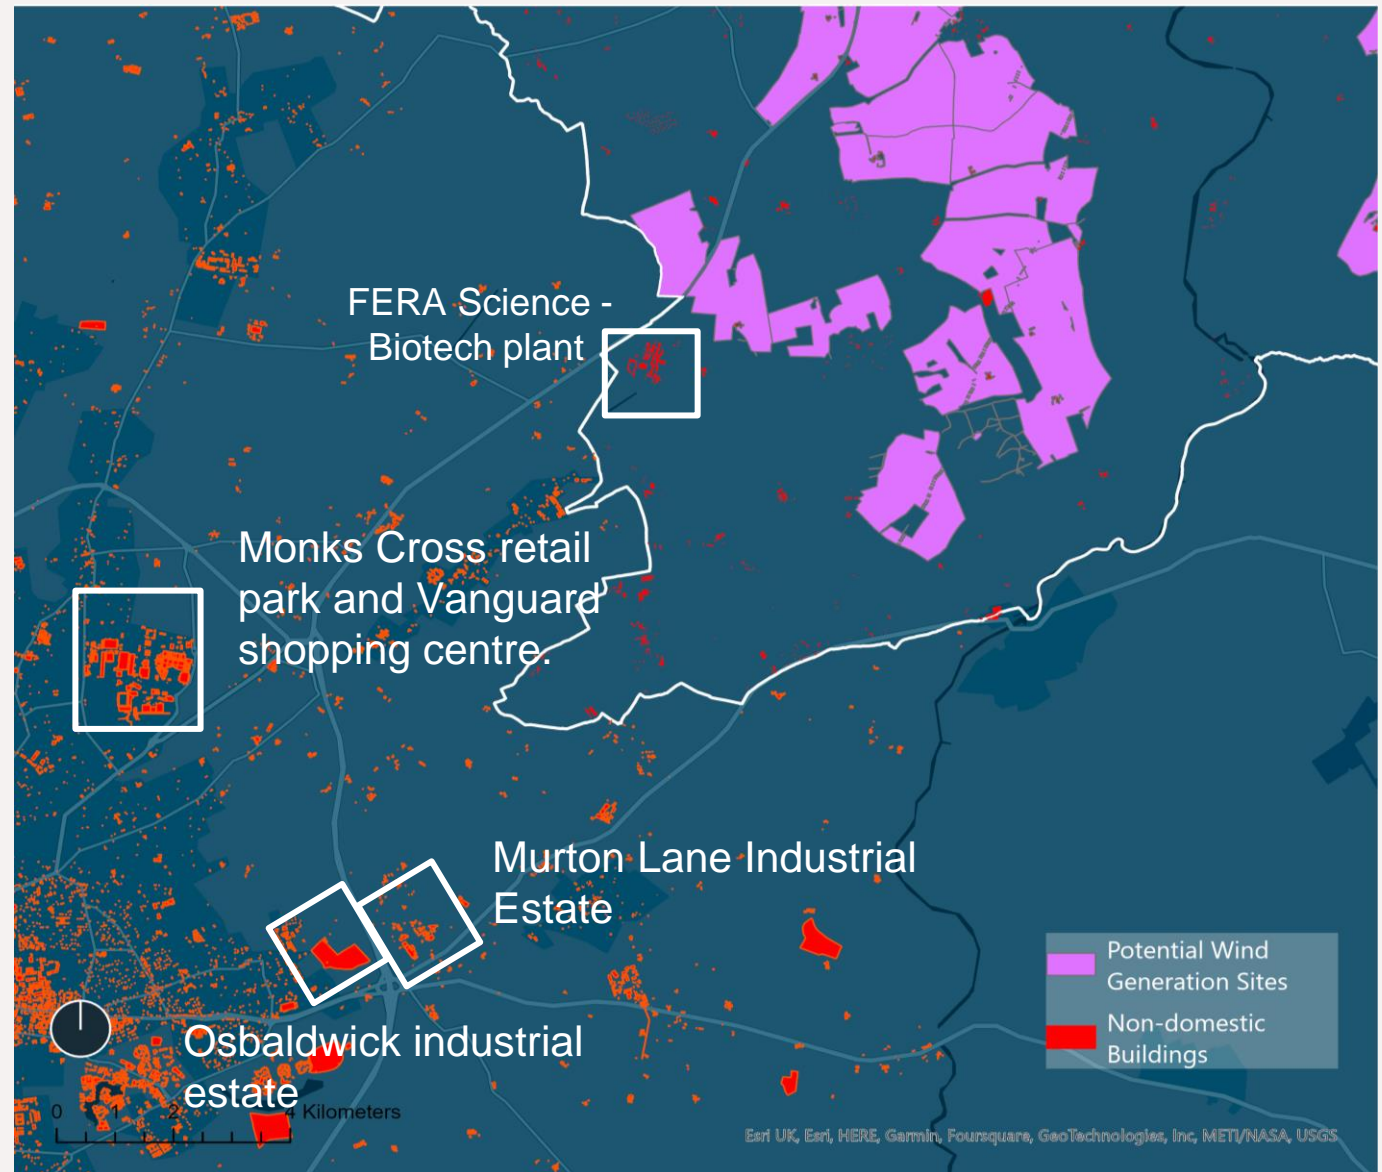 FERA Science -
Biotech plant
Monks Cross retail
park and Vanguard
shopping centre.
Murton Lane Industrial
Estate
Potential Wind
Generation Sites
Non-domestic
Buildings
Osbaldwick industrial
estate
0 1 2 4 Kilometers
Esri UK, Esri, HERE, Garmin, Foursquare, GeoTechnologies, Inc, METI/NASA, USGS